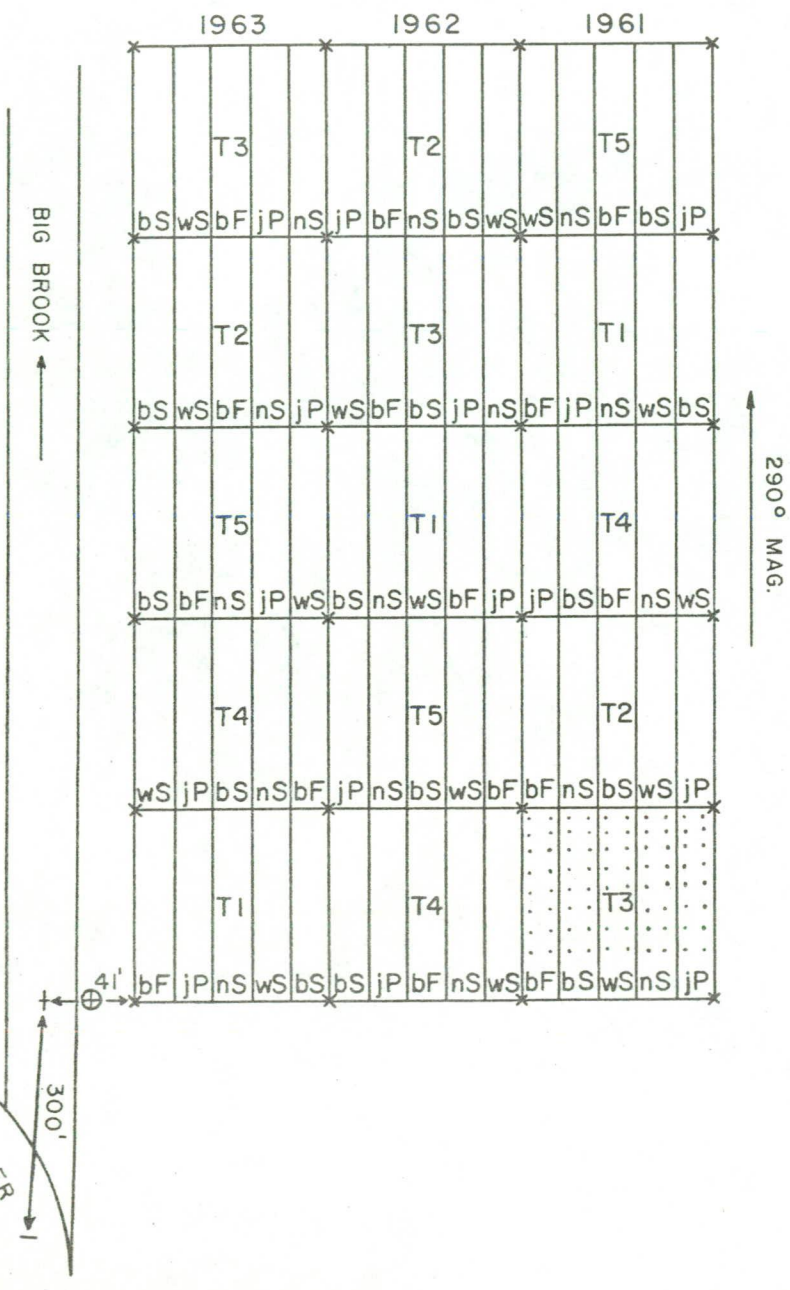 1963 1962 1961
T3 T2 T5
bS wS bF jP nS jP bF nS bS wS wS nS bF bS jP
BIG BROOK
T2 T3 T1
bS wS bF nS jP wS bF bS jP nS bF jP nS wS bS
290° MAG.
T5 T1 T4
bS bF nS jP wS bS nS wS bF jP jP bS bF nS wS
T4 T5 T2
wS jP bS nS bF jP nS bS wS bF bF nS bS wS jP
T1 T4 T3
41' bF jP nS wS bS bS jP bF nS wS bF bS wS nS jP
300'